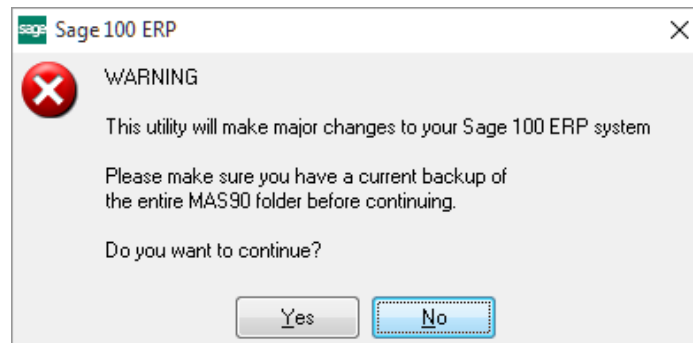 sage Sage 100 ERP
WARNING
This utility will make major changes to your Sage 100 ERP system
Please make sure you have a current backup of
the entire MAS90 folder before continuing.
Do you want to continue?
Yes No